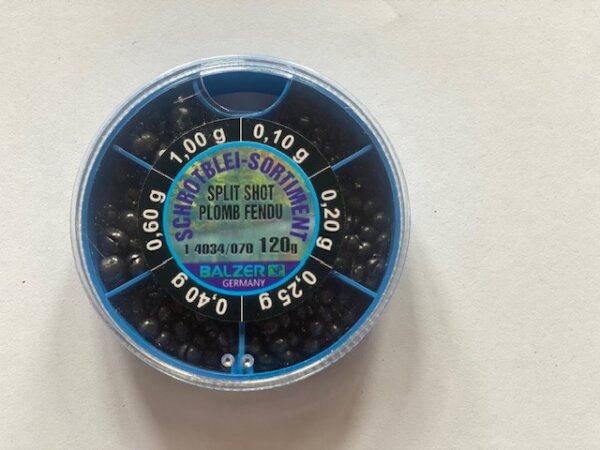 SCHROTBLEI-SORTIMENT
SPLIT SHOT
PLOMB FENDU
1 4034/070 120g
BALZER
GERMANY
1,00 g
0,10 g
0,20 g
0,25 g
0,40 g
0,60 g